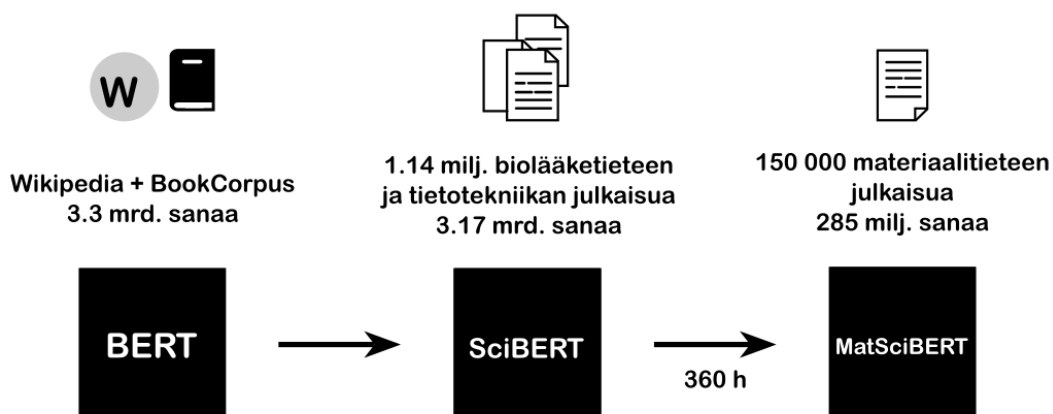 W
Wikipedia + BookCorpus
3.3 mrd. sanaa
1.14 milj. biolääketieteen
ja tietotekniikan julkaisua
3.17 mrd. sanaa
150 000 materiaalitieteen
julkaisua
285 milj. sanaa
BERT
SciBERT
360 h
MatSciBERT